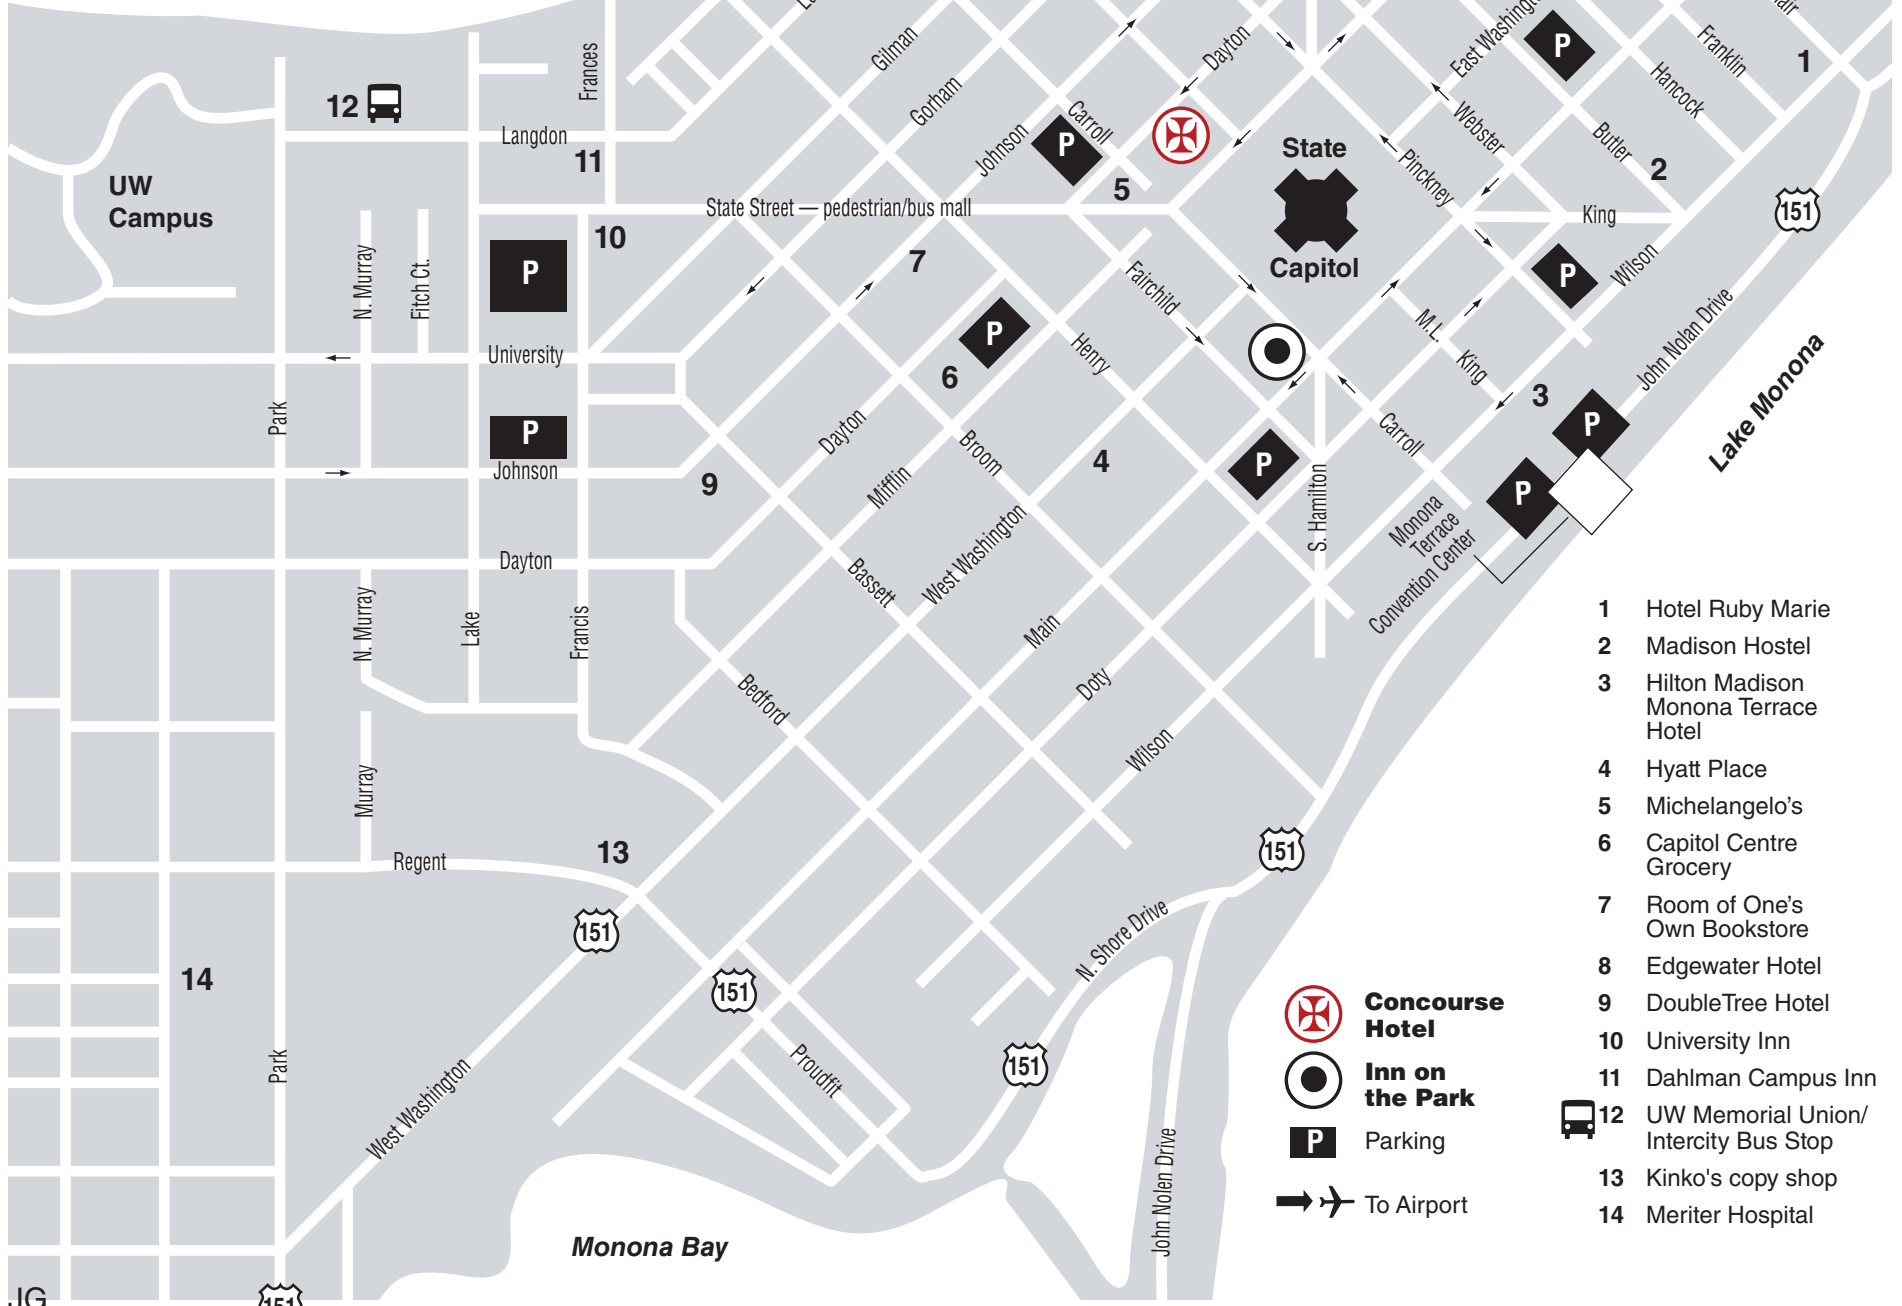 Gilman
Gorham
Johnson
Carroll
Dayton
East Washingt
Franklin
Hancock
Webster
Butler
Pinckney
1
2
P
P
5
State
Capitol
King
151
P
Wilson
Frances
12
Langdon
11
UW
Campus
State Street — pedestrian/bus mall
10
7
N. Murray
Fitch Ct.
P
P
6
Fairchild
Henry
M.L.
King
John Nolan Drive
Lake Monona
University
Park
P
Johnson
9
Dayton
Mifflin
Broom
4
P
Carroll
3
P
P
S. Hamilton
Monona
Terrace
Convention Center
Dayton
N. Murray
Lake
Francis
Bassett
West Washington
Main
Bedford
Doty
Wilson
Murray
Regent
13
151
151
151
151
N. Shore Drive
14
Park
West Washington
Proudfit
John Nolen Drive
Monona Bay
151
JG
Concourse
Hotel
Inn on
the Park
P Parking
To Airport
1 Hotel Ruby Marie
2 Madison Hostel
3 Hilton Madison
Monona Terrace
Hotel
4 Hyatt Place
5 Michelangelo’s
6 Capitol Centre
Grocery
7 Room of One’s
Own Bookstore
8 Edgewater Hotel
9 DoubleTree Hotel
10 University Inn
11 Dahlman Campus Inn
12 UW Memorial Union/
Intercity Bus Stop
13 Kinko's copy shop
14 Meriter Hospital